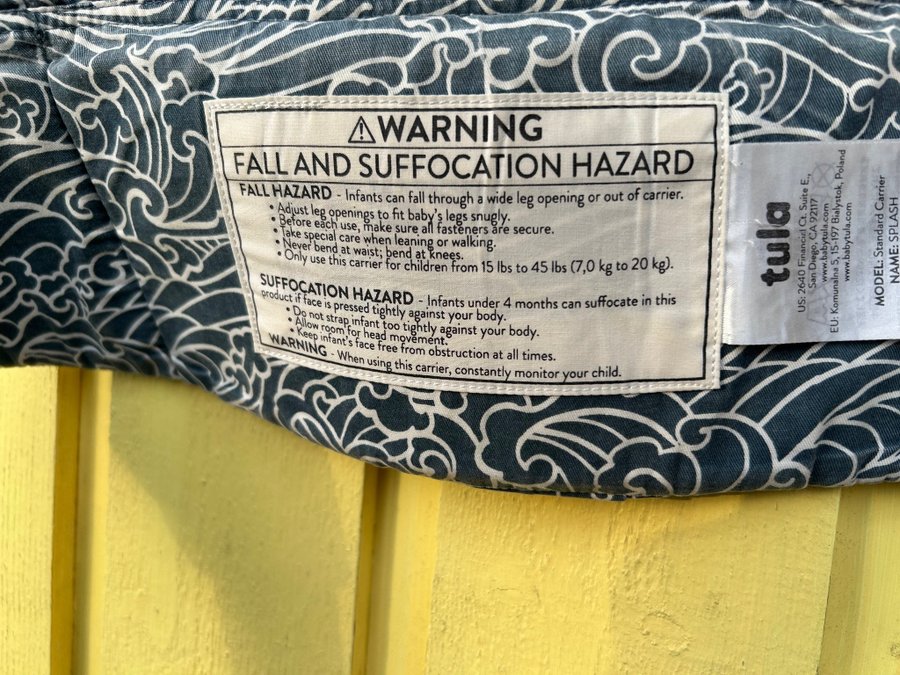 ⚠ WARNING
FALL AND SUFFOCATION HAZARD
FALL HAZARD - Infants can fall through a wide leg opening or out of carrier.
• Adjust leg openings to fit baby's legs snugly.
• Before each use, make sure all fasteners are secure.
• Take special care when leaning or walking.
• Never bend at waist; bend at knees.
• Only use this carrier for children from 15 lbs to 45 lbs (7,0 kg to 20 kg).
SUFFOCATION HAZARD - Infants under 4 months can suffocate in this
product if face is pressed tightly against your body.
• Do not strap infant too tightly against your body.
• Allow room for head movement.
• Keep infant's face free from obstruction at all times.
WARNING - When using this carrier, constantly monitor your child.
tula
US: 2640 Financial Ct. Suite E.,
San Diego, CA 92117
www.babytula.com
EU: Komunalna 5, 15-197 Bialystok, Poland
www.babytula.com
MODEL: Standard Carrier
NAME: SPLASH